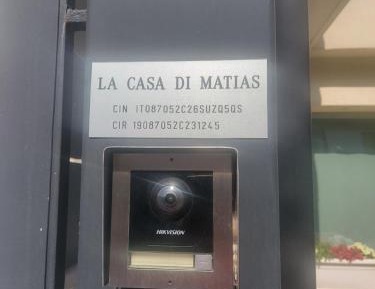 LA CASA DI MATIAS
CIN IT087052C26SUZQ5QS
CIR 19087052C231245
HIKVISION